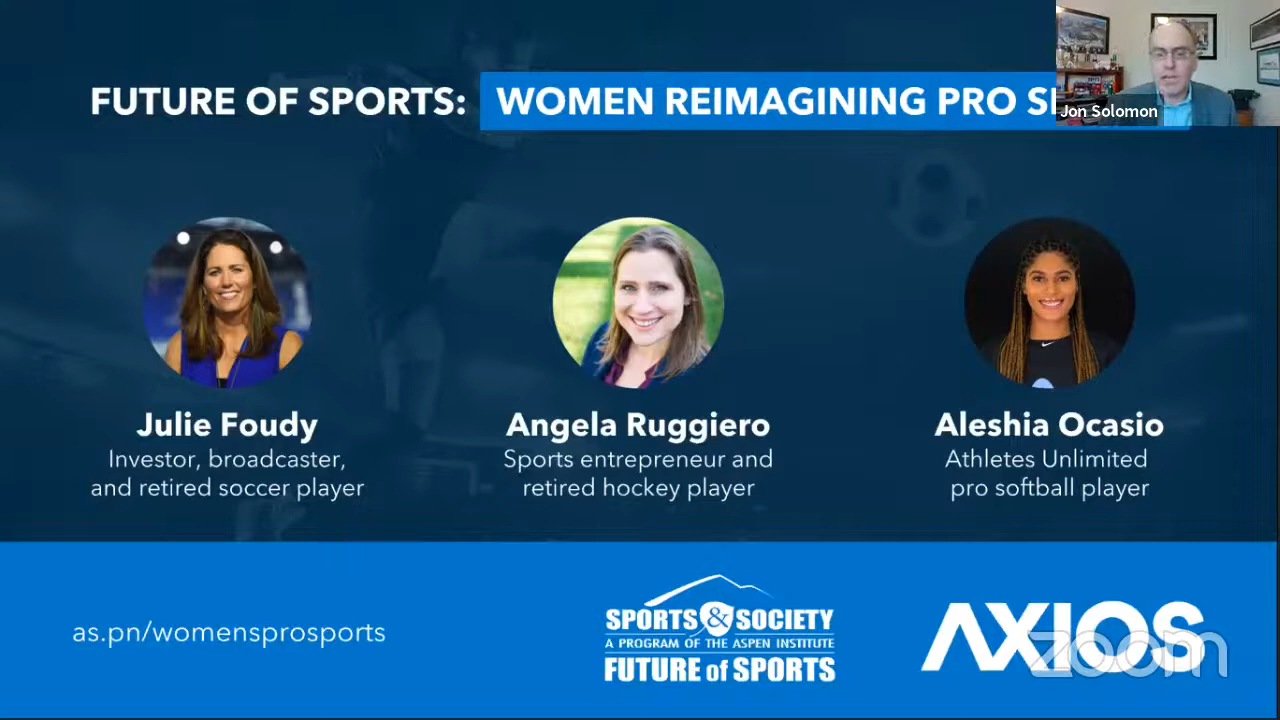 FUTURE OF SPORTS: WOMEN REIMAGINING PRO
Jon Solomon
Julie Foudy
Investor, broadcaster,
and retired soccer player
Angela Ruggiero
Sports entrepreneur and
retired hockey player
Aleshia Ocasio
Athletes Unlimited
pro softball player
as.pn/womensprosports
SPORTS & SOCIETY
A PROGRAM OF THE ASPEN INSTITUTE
FUTURE of SPORTS
AXIOS
zoom